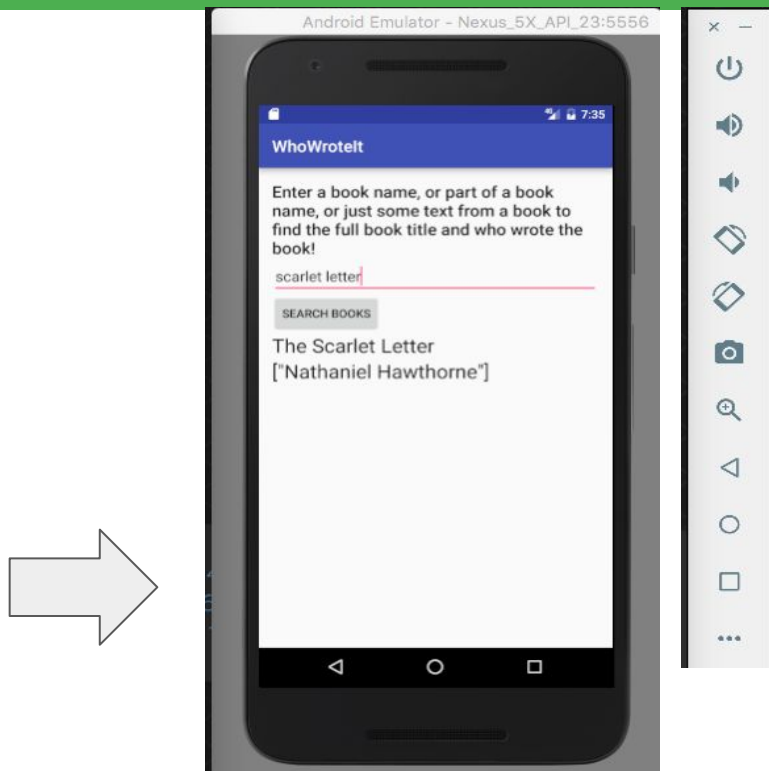 Android Emulator - Nexus_5X_API_23:5556
7:35
WhoWroteIt
Enter a book name, or part of a book
name, or just some text from a book to
find the full book title and who wrote the
book!
scarlet letter
SEARCH BOOKS
The Scarlet Letter
["Nathaniel Hawthorne"]